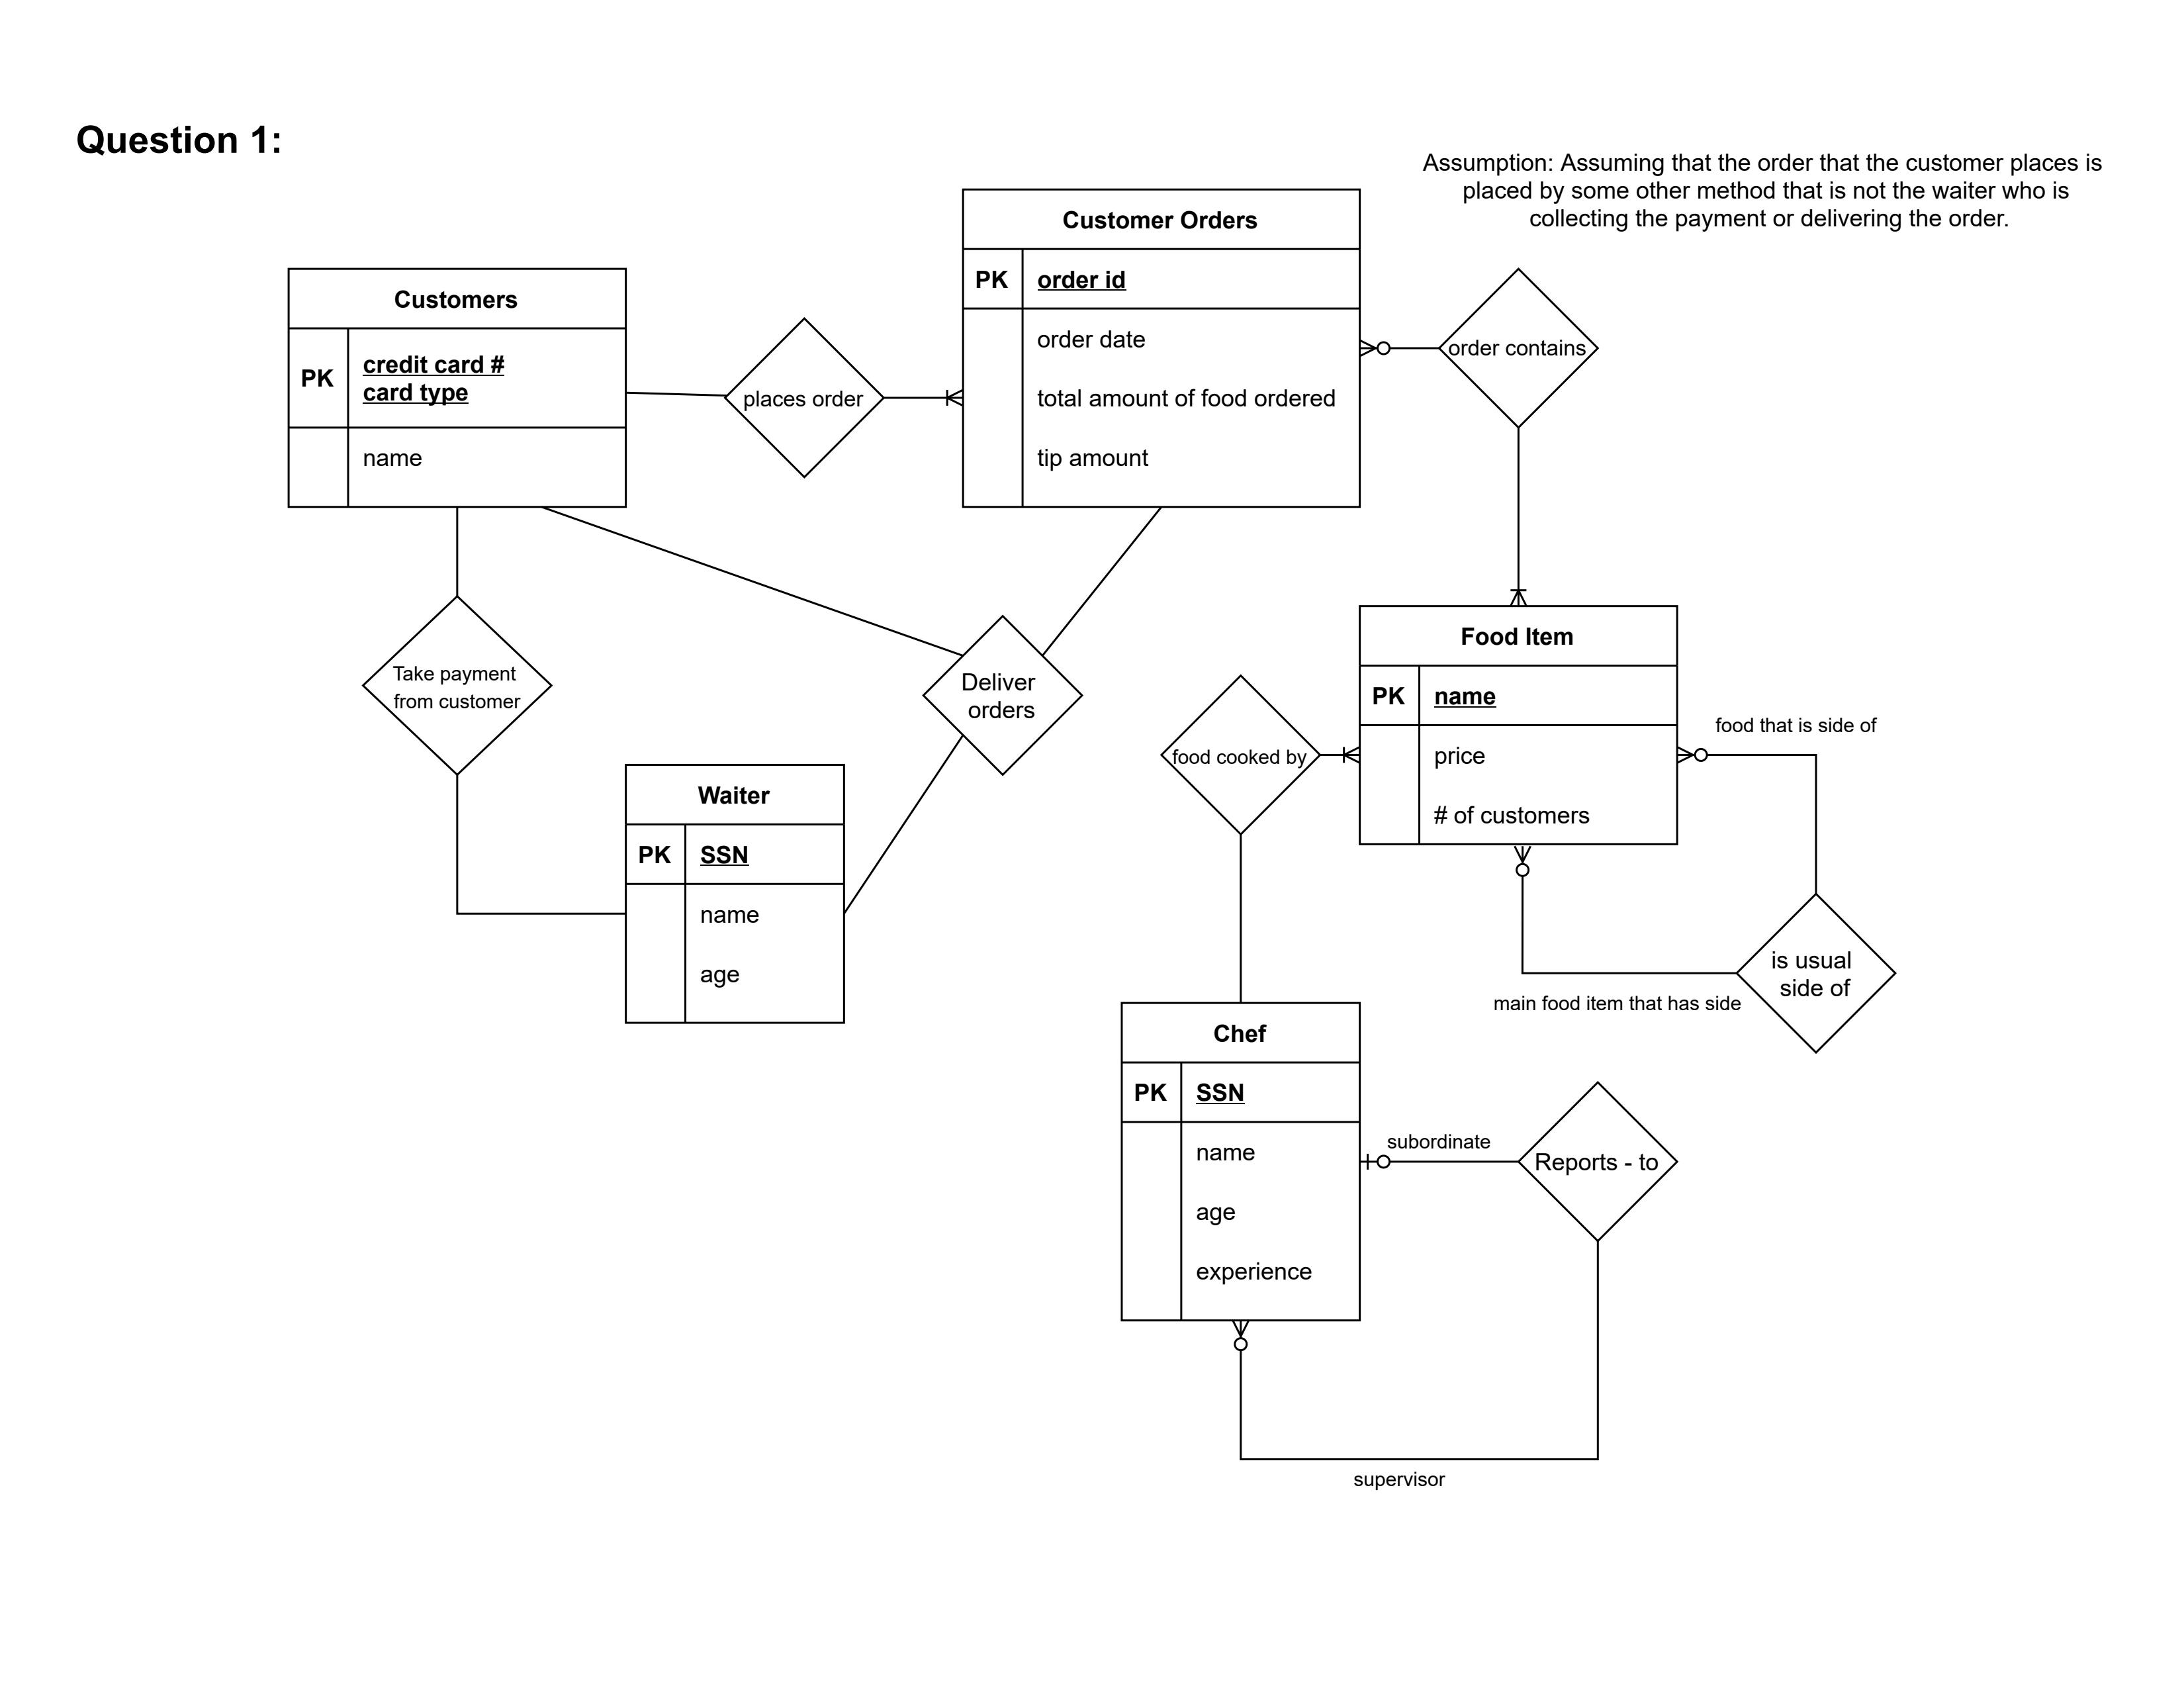 Question 1:
Assumption: Assuming that the order that the customer places is
placed by some other method that is not the waiter who is
collecting the payment or delivering the order.
Customers
PK
credit card #
card type
name
places order
Customer Orders
PK
order id
order date
total amount of food ordered
tip amount
order contains
Take payment
from customer
Deliver
orders
Waiter
PK
SSN
name
age
Food Item
PK
name
price
# of customers
food cooked by
food that is side of
is usual
side of
main food item that has side
Chef
PK
SSN
name
age
experience
subordinate
Reports - to
supervisor